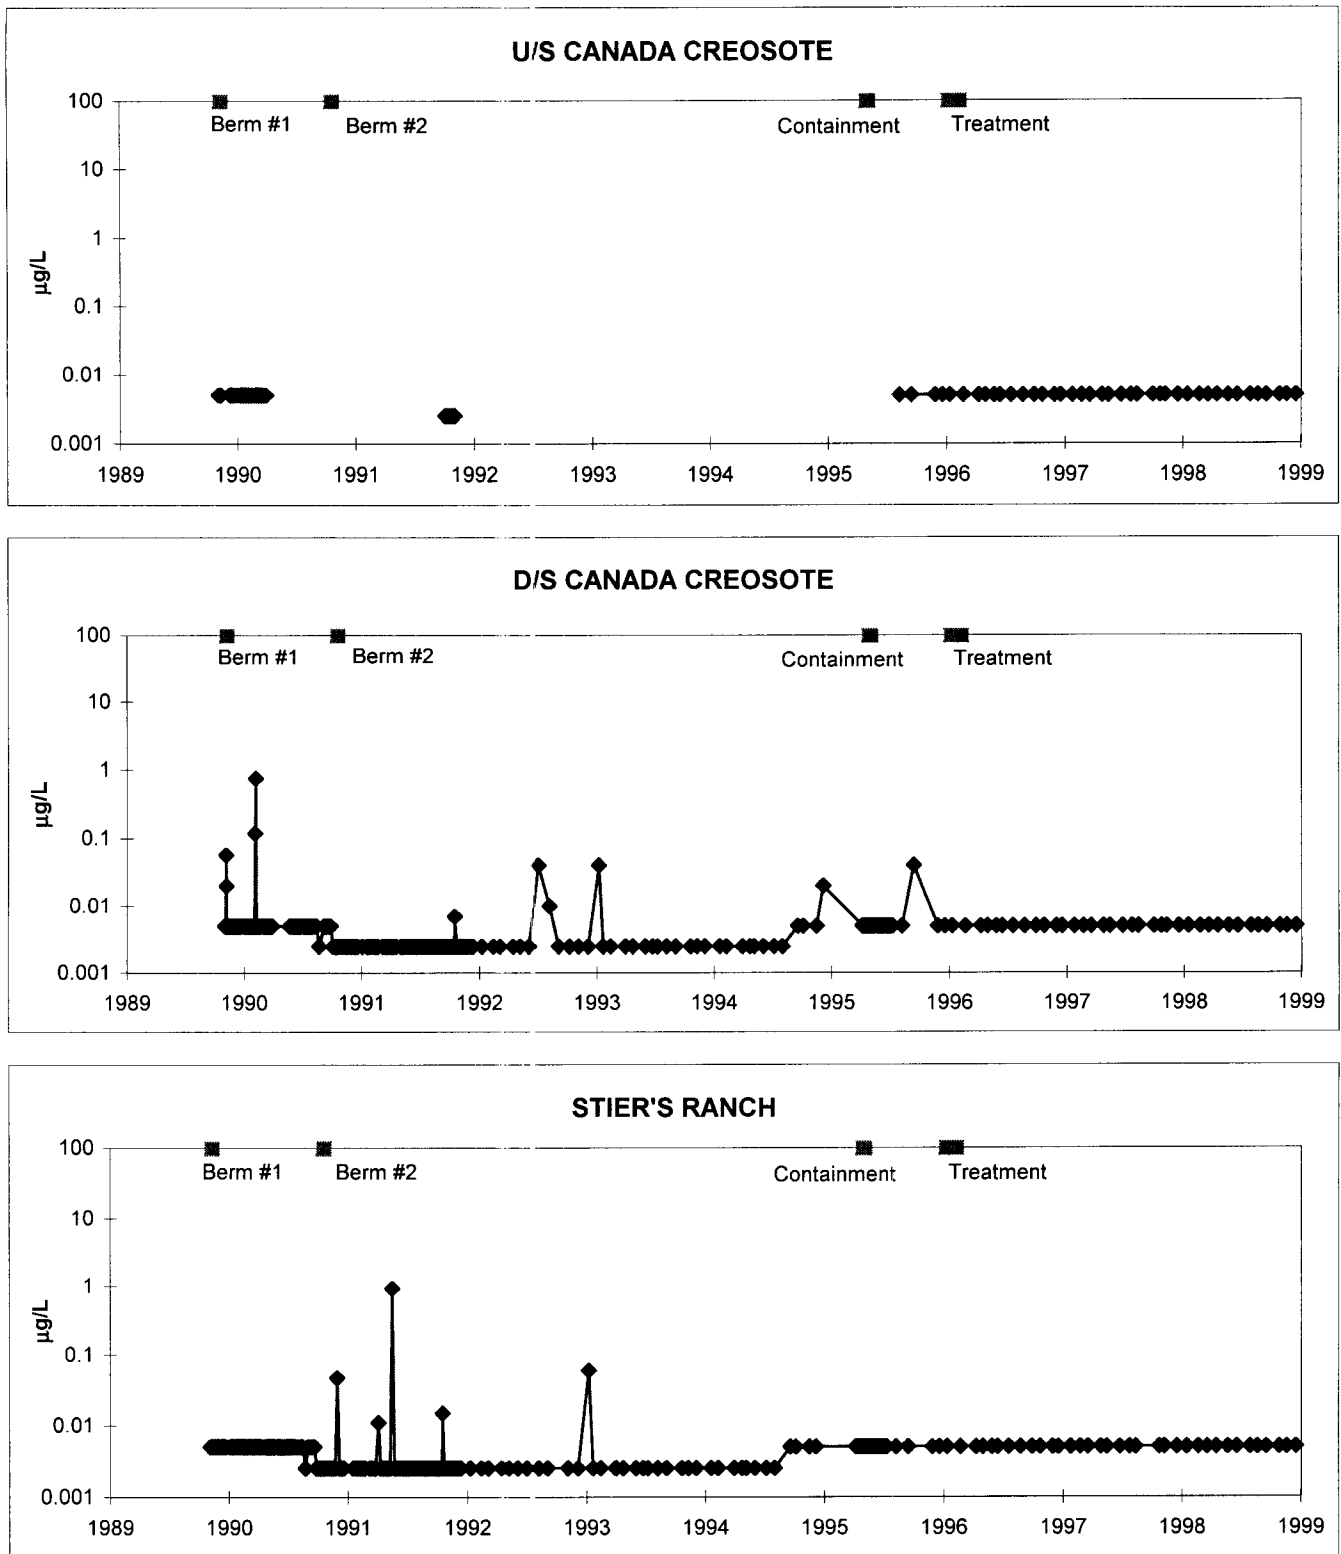 U/S CANADA CREOSOTE
100
Berm #1 Berm #2 Containment Treatment
10
1
µg/L
0.1
0.01
0.001
1989 1990 1991 1992 1993 1994 1995 1996 1997 1998 1999
D/S CANADA CREOSOTE
100
Berm #1 Berm #2 Containment Treatment
10
1
µg/L
0.1
0.01
0.001
1989 1990 1991 1992 1993 1994 1995 1996 1997 1998 1999
STIER'S RANCH
100
Berm #1 Berm #2 Containment Treatment
10
1
µg/L
0.1
0.01
0.001
1989 1990 1991 1992 1993 1994 1995 1996 1997 1998 1999